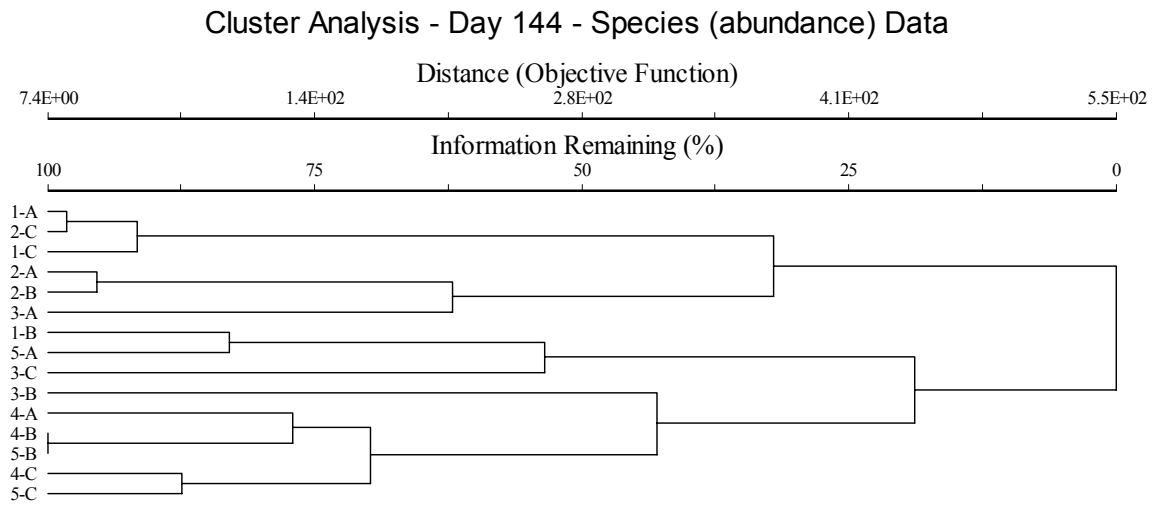 Cluster Analysis - Day 144 - Species (abundance) Data
Distance (Objective Function)
7.4E+00 1.4E+02 2.8E+02 4.1E+02 5.5E+02
Information Remaining (%)
100 75 50 25 0
1-A
2-C
1-C
2-A
2-B
3-A
1-B
5-A
3-C
3-B
4-A
4-B
5-B
4-C
5-C